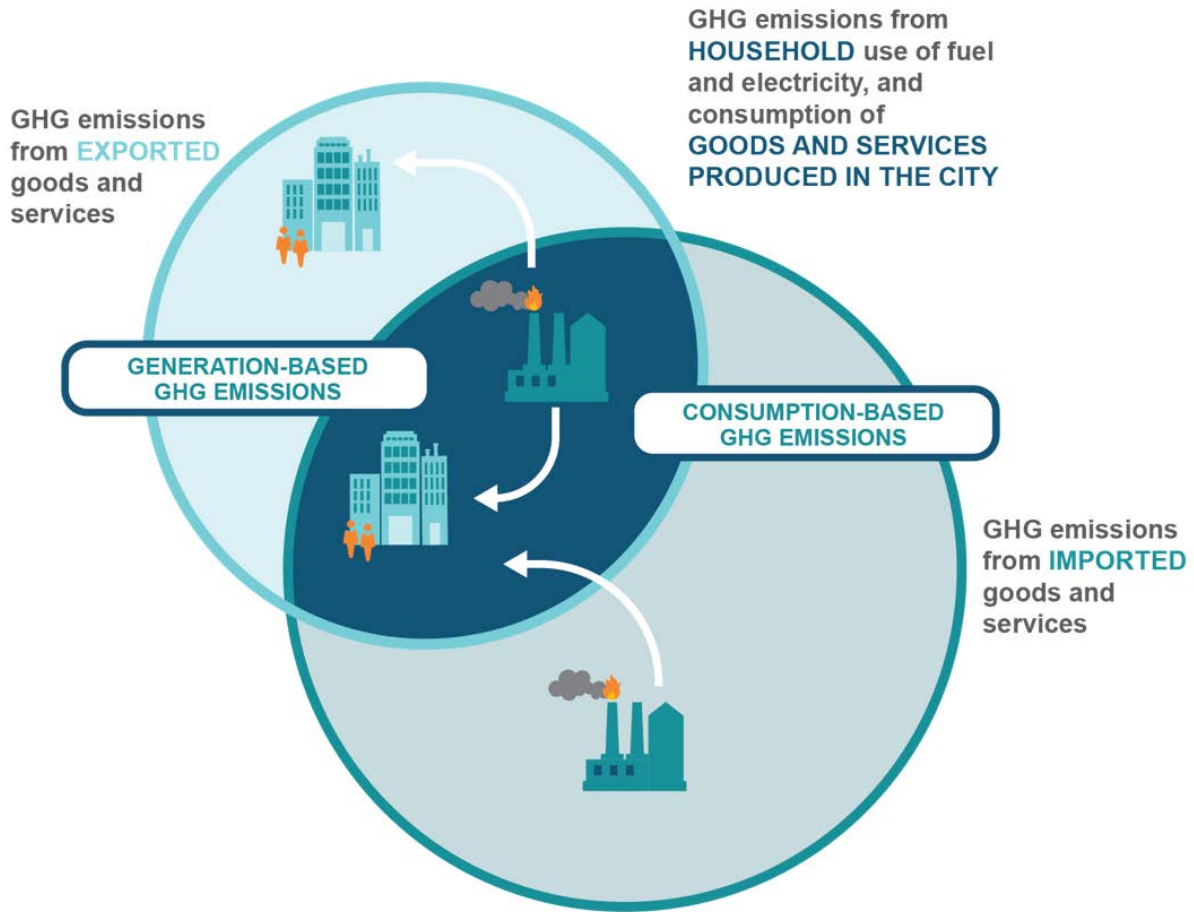 GHG emissions from
HOUSEHOLD use of fuel
and electricity, and
consumption of
GOODS AND SERVICES
PRODUCED IN THE CITY
GHG emissions
from EXPORTED
goods and
services
GENERATION-BASED
GHG EMISSIONS
CONSUMPTION-BASED
GHG EMISSIONS
GHG emissions
from IMPORTED
goods and
services